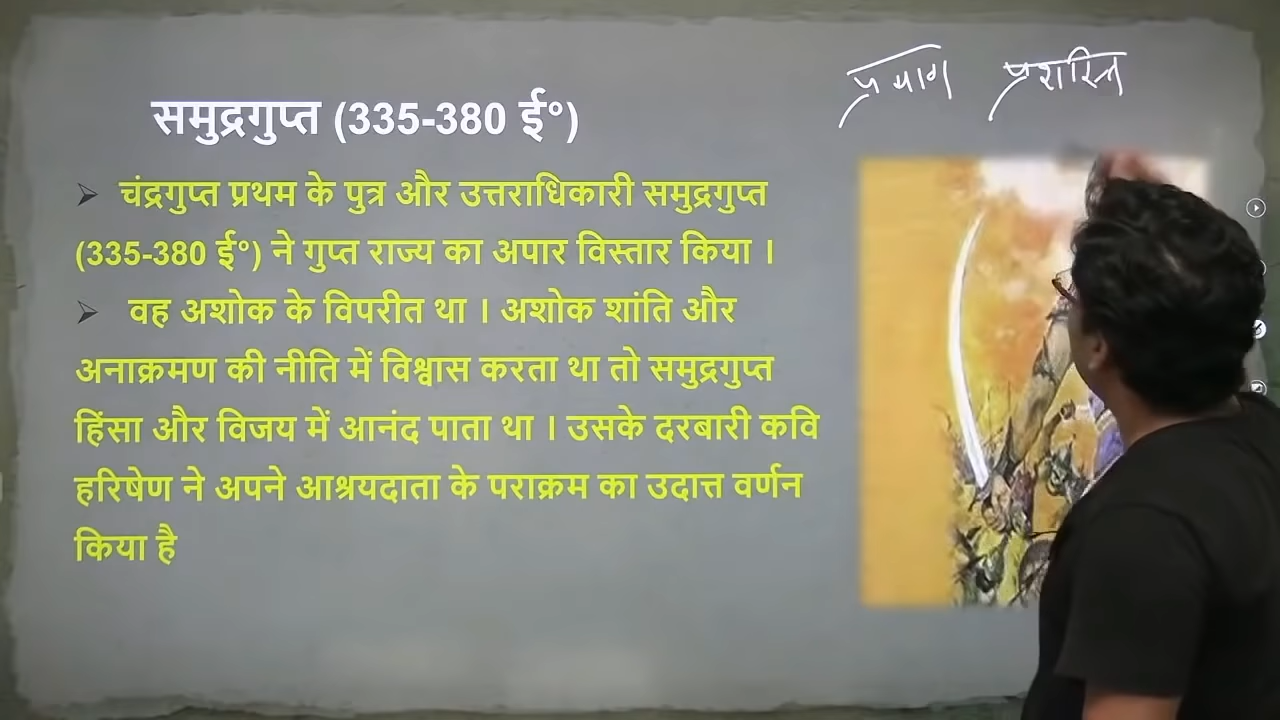 प्रयाग प्रशस्ति
समुद्रगुप्त (335-380 ई°)
➢ चंद्रगुप्त प्रथम के पुत्र और उत्तराधिकारी समुद्रगुप्त
(335-380 ई°) ने गुप्त राज्य का अपार विस्तार किया ।
➢ वह अशोक के विपरीत था । अशोक शांति और
अनाक्रमण की नीति में विश्वास करता था तो समुद्रगुप्त
हिंसा और विजय में आनंद पाता था । उसके दरबारी कवि
हरिषेण ने अपने आश्रयदाता के पराक्रम का उदात्त वर्णन
किया है